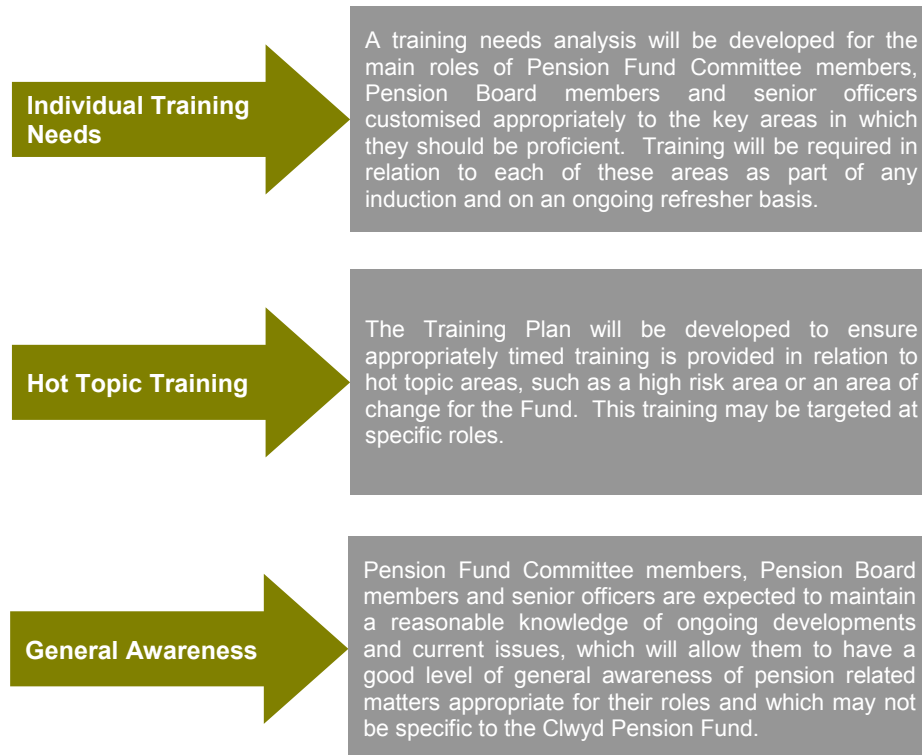 Individual Training
Needs
A training needs analysis will be developed for the
main roles of Pension Fund Committee members,
Pension Board members and senior officers
customised appropriately to the key areas in which
they should be proficient. Training will be required in
relation to each of these areas as part of any
induction and on an ongoing refresher basis.
Hot Topic Training
The Training Plan will be developed to ensure
appropriately timed training is provided in relation to
hot topic areas, such as a high risk area or an area of
change for the Fund. This training may be targeted at
specific roles.
General Awareness
Pension Fund Committee members, Pension Board
members and senior officers are expected to maintain
a reasonable knowledge of ongoing developments
and current issues, which will allow them to have a
good level of general awareness of pension related
matters appropriate for their roles and which may not
be specific to the Clwyd Pension Fund.